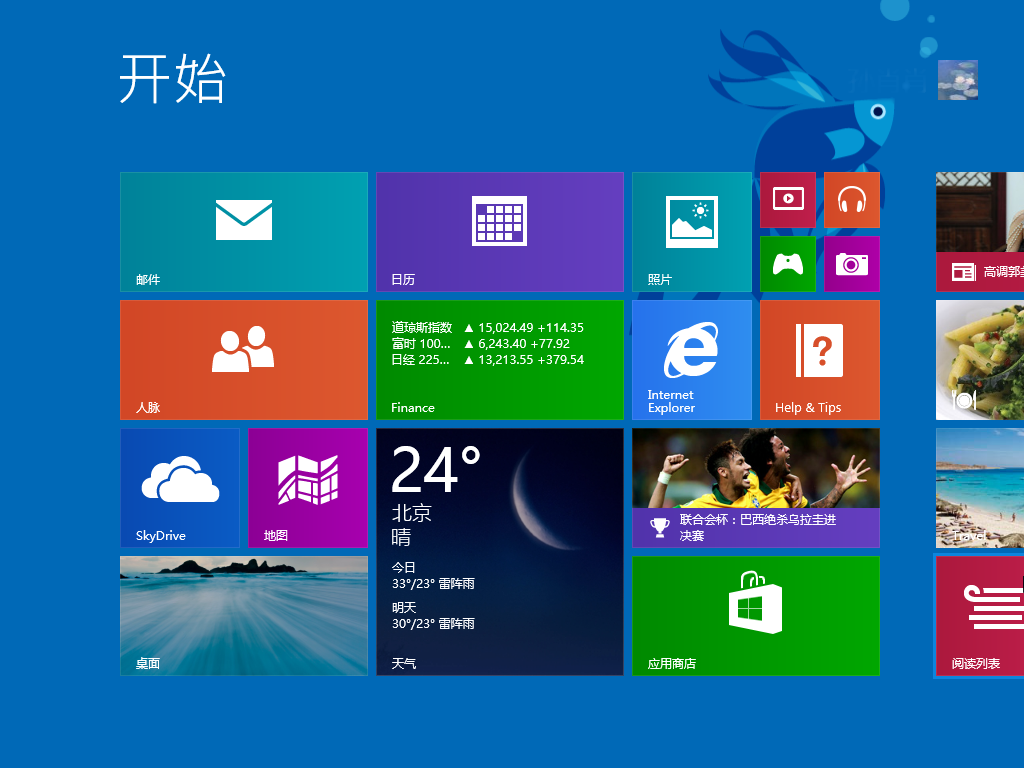 开始
邮件
日历
照片
高调郭
人脉
道琼斯指数 ▲ 15,024.49 +114.35
富时 100... ▲ 6,243.40 +77.92
日经 225... ▲ 13,213.55 +379.54
Finance
Internet
Explorer
Help & Tips
SkyDrive
地图
24°
北京
晴
今日
33°/23° 雷阵雨
明天
30°/23° 雷阵雨
天气
联合会杯：巴西绝杀乌拉圭进
决赛
Travel
桌面
应用商店
阅读列表